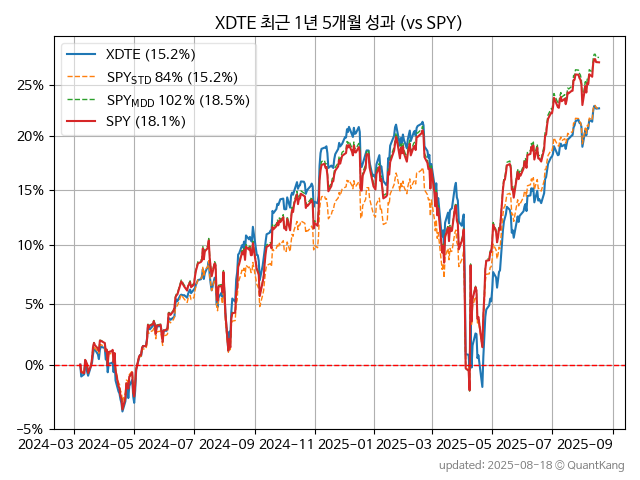 XDTE 최근 1년 5개월 성과 (vs SPY)
XDTE (15.2%)
SPY_STD 84% (15.2%)
SPY_MDD 102% (18.5%)
SPY (18.1%)
25%
20%
15%
10%
5%
0%
−5%
2024-03 2024-05 2024-07 2024-09 2024-11 2025-01 2025-03 2025-05 2025-07 2025-09
updated: 2025-08-18 © QuantKang